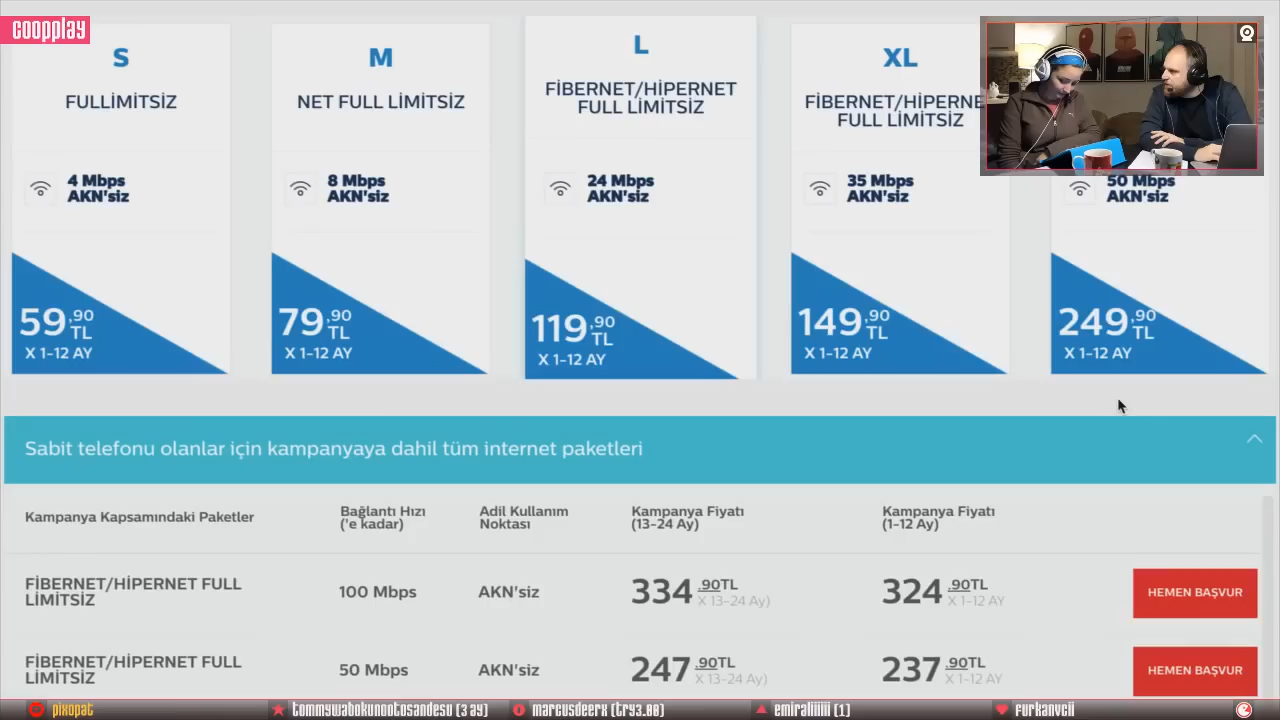 coopplay
S
FULLİMİTSİZ
4 Mbps
AKN'siz
59,90
TL
X 1-12 AY
M
NET FULL LİMİTSİZ
8 Mbps
AKN'siz
79,90
TL
X 1-12 AY
L
FİBERNET/HİPERNET
FULL LİMİTSİZ
24 Mbps
AKN'siz
119,90
TL
X 1-12 AY
XL
FİBERNET/HİPERNE
FULL LİMİTSİZ
35 Mbps
AKN'siz
149,90
TL
X 1-12 AY
50 Mbps
AKN'siz
249,90
TL
X 1-12 AY
Sabit telefonu olanlar için kampanyaya dahil tüm internet paketleri
Kampanya Kapsamındaki Paketler
Bağlantı Hızı
('e kadar)
Adil Kullanım
Noktası
Kampanya Fiyatı
(13-24 Ay)
Kampanya Fiyatı
(1-12 Ay)
FİBERNET/HİPERNET FULL
LİMİTSİZ
100 Mbps
AKN'siz
334,90TL
X 13-24 Ay)
324,90TL
X 1-12 AY
HEMEN BAŞVUR
FİBERNET/HİPERNET FULL
LİMİTSİZ
50 Mbps
AKN'siz
247,90TL
X 13-24 Ay)
237,90TL
X 1-12 AY
HEMEN BAŞVUR
pixopat
marcusdeerx (TRY3.00)
emiralliiiii (1)
furkanvcii